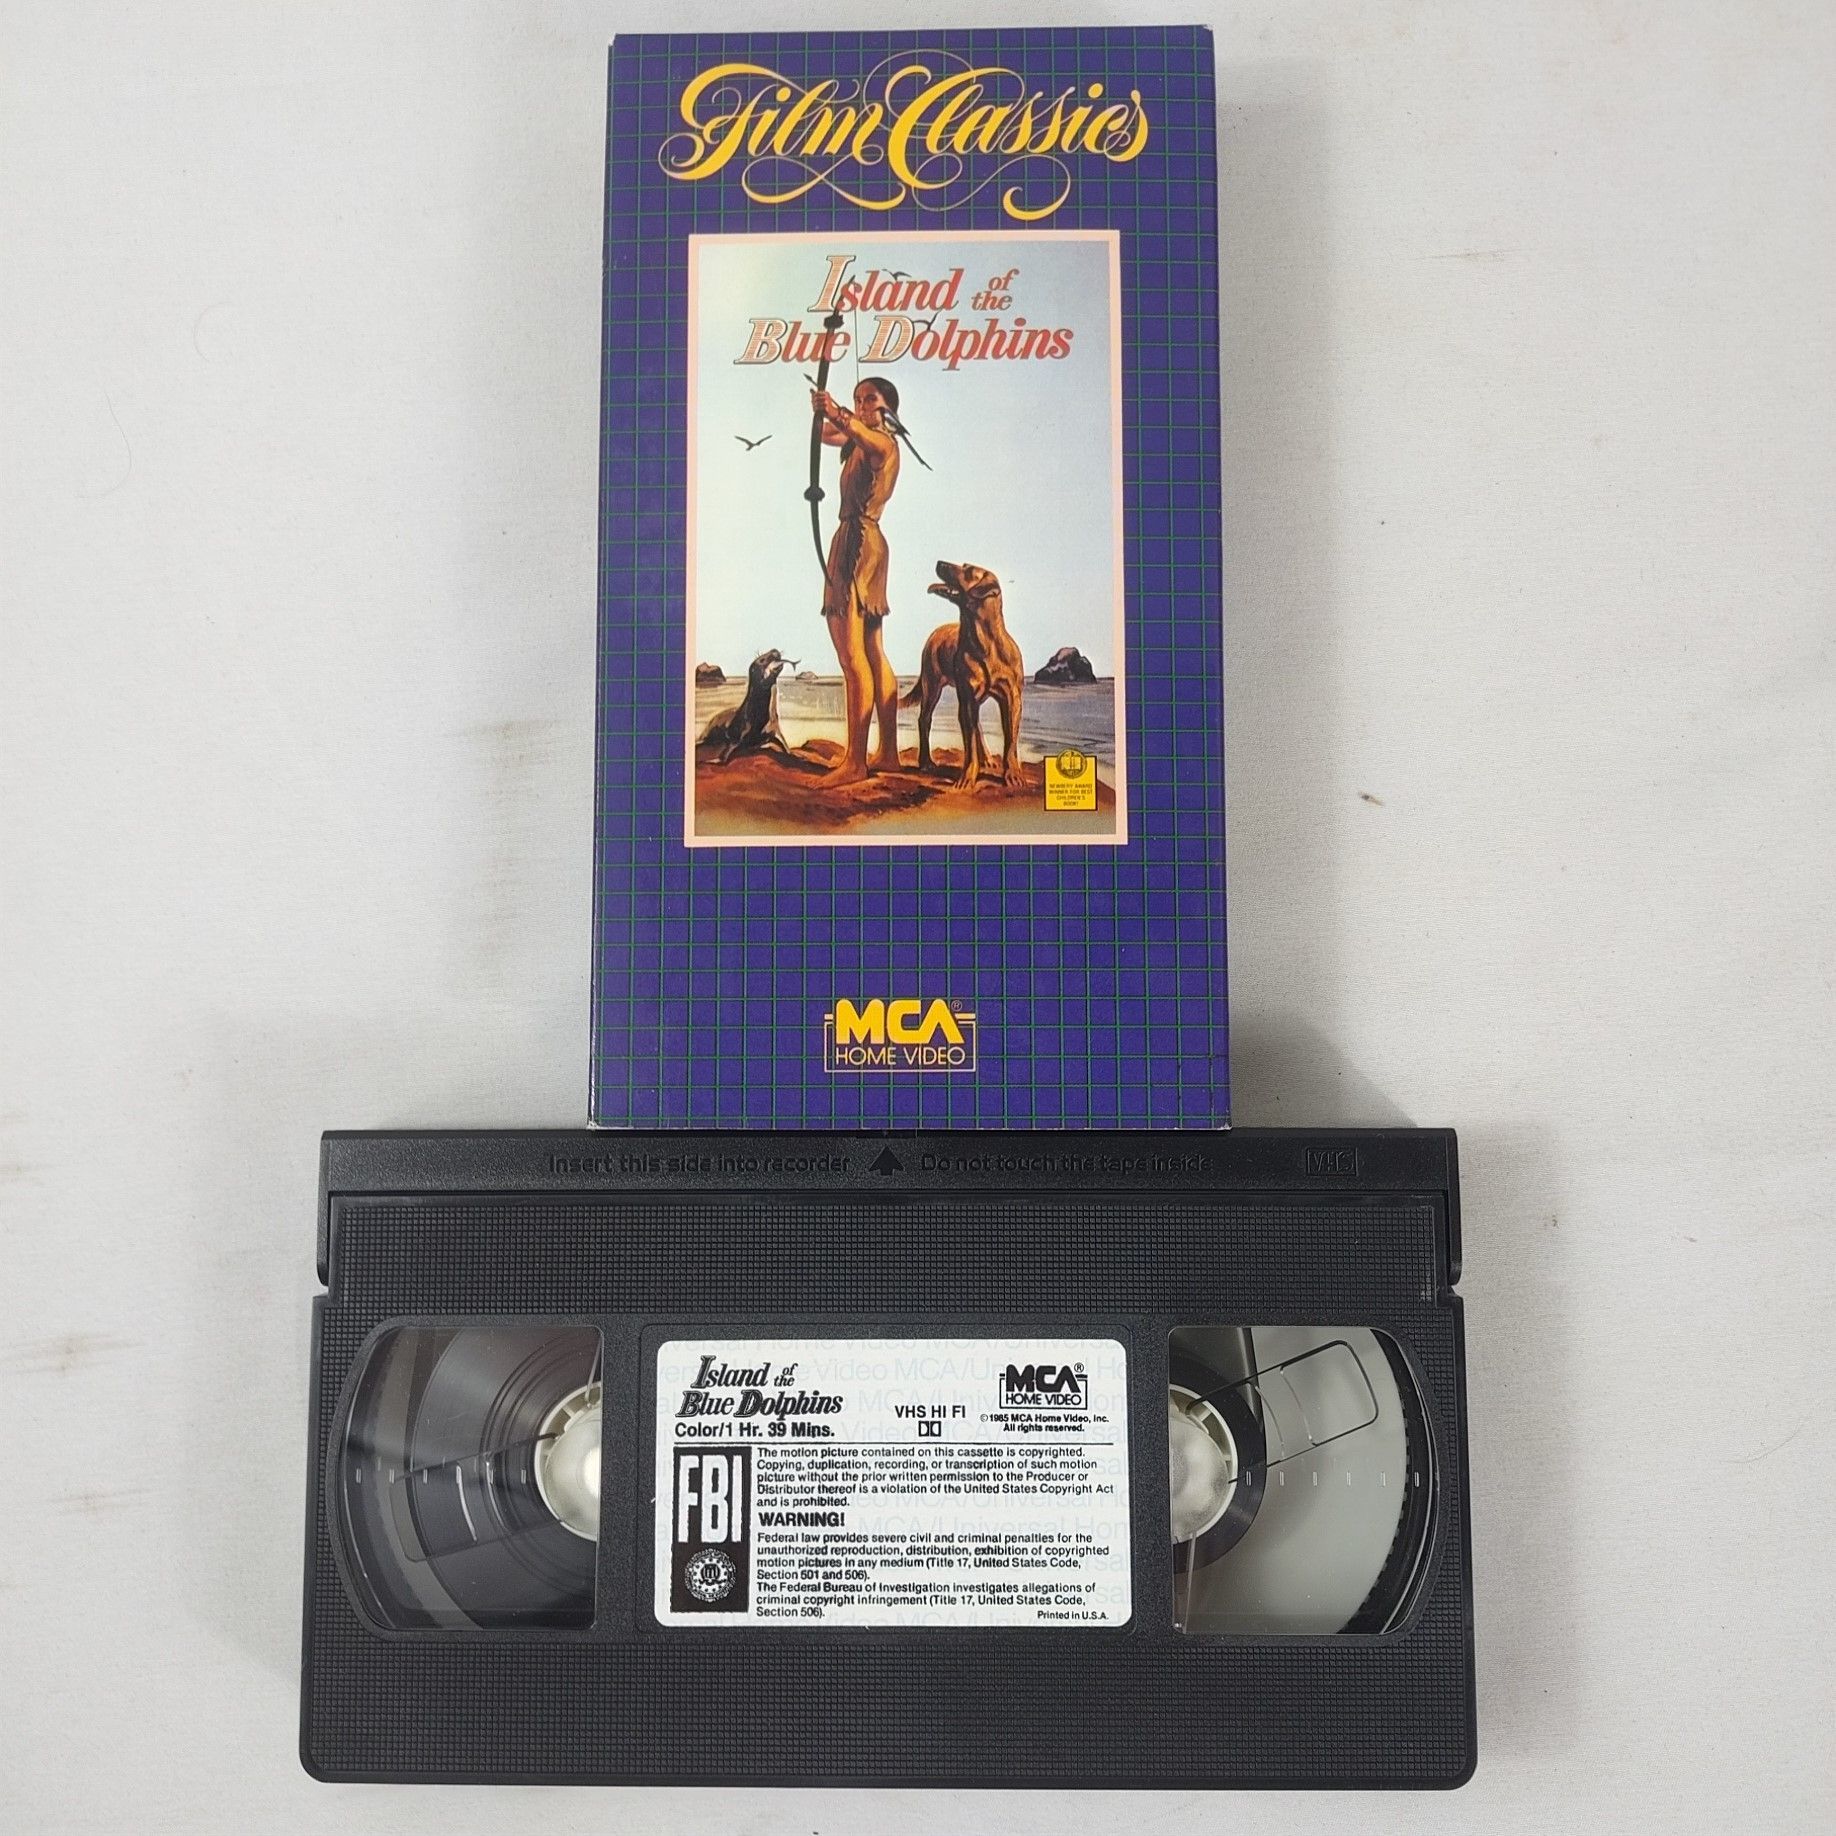 Film Classics
Island of the
Blue Dolphins
NEWBERY AWARD
WINNER FOR BEST
CHILDREN'S
BOOK!
MCA®
HOME VIDEO
Insert this side into recorder Do not touch the tape inside VHS
Island of the
Blue Dolphins
Color/1 Hr. 39 Mins.
VHS HI FI
MCA®
HOME VIDEO
©1985 MCA Home Video, Inc.
All rights reserved.
FBI
The motion picture contained on this cassette is copyrighted.
Copying, duplication, recording, or transcription of such motion
picture without the prior written permission to the Producer or
Distributor thereof is a violation of the United States Copyright Act
and is prohibited.
WARNING!
Federal law provides severe civil and criminal penalties for the
unauthorized reproduction, distribution, exhibition of copyrighted
motion pictures in any medium (Title 17, United States Code,
Section 501 and 506).
The Federal Bureau of Investigation investigates allegations of
criminal copyright infringement (Title 17, United States Code,
Section 506).
Printed in U.S.A.